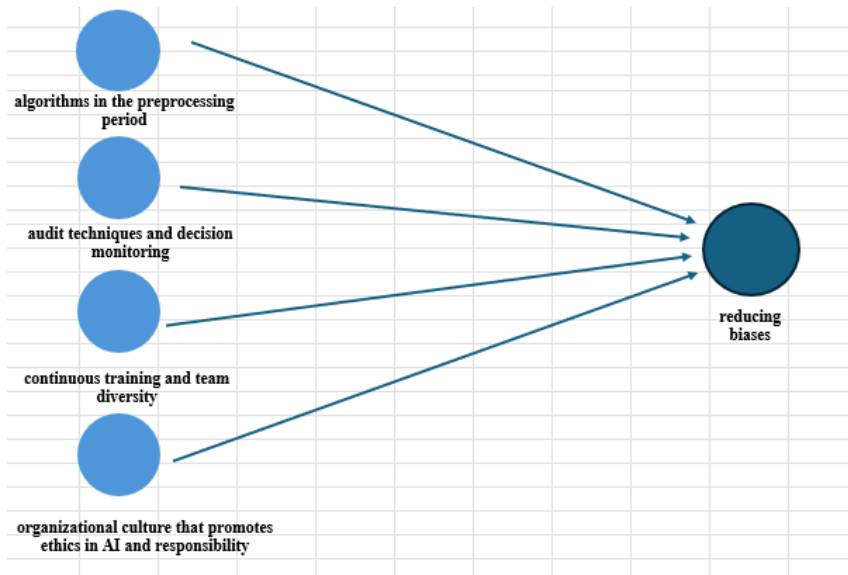 algorithms in the preprocessing
period
audit techniques and decision
monitoring
continuous training and team
diversity
organizational culture that promotes
ethics in AI and responsibility
reducing
biases